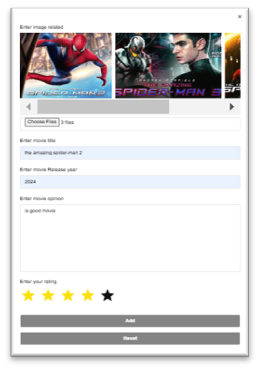 ×
Enter image related
SPIDER-MAN 3
Choose Files 3 files
Enter movie title
the amazing spider-man 2
Enter movie Release year
2024
Enter movie opinion
is good movie
Enter your rating
Add
Reset